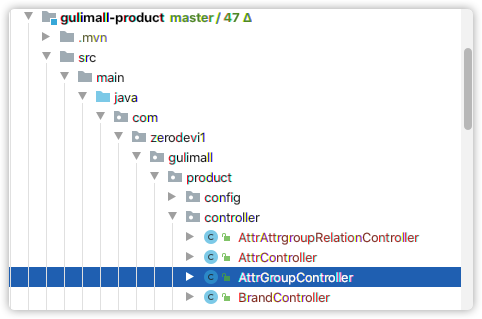 gulimall-product master / 47 Δ
.mvn
src
main
java
com
zerodevi1
gulimall
product
config
controller
AttrAttrgroupRelationController
AttrController
AttrGroupController
BrandController